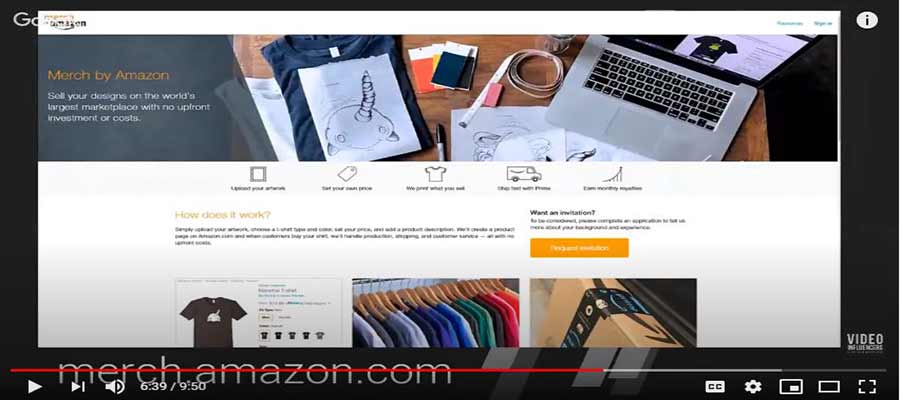 Go
merch
amazon
Resources Sign in
Merch by Amazon
Sell your designs on the world's
largest marketplace with no upfront
investment or costs.
Upload your artwork
Set your own price
We print what you sell
Ship fast with Prime
Earn monthly royalties
How does it work?
Simply upload your artwork, choose a t-shirt type and color, set your price, and add a product description. We'll create a product
page on Amazon.com and when customers buy your shirt, we'll handle production, shipping, and customer service — all with no
upfront costs.
Want an invitation?
To be considered, please complete an application to tell us
more about your background and experience.
Request invitation
VIDEO
INFLUENCERS
merch.amazon.com
6:39 / 9:50
CC